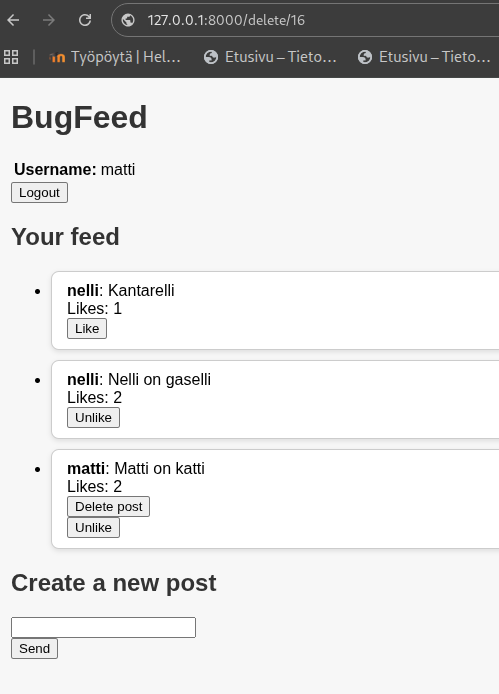 127.0.0.1:8000/delete/16
Työpöytä | Hel... Etusivu – Tieto... Etusivu – Tieto...
BugFeed
Username: matti
Logout
Your feed
nelli: Kantarelli
Likes: 1
Like
nelli: Nelli on gaselli
Likes: 2
Unlike
matti: Matti on katti
Likes: 2
Delete post
Unlike
Create a new post
Send